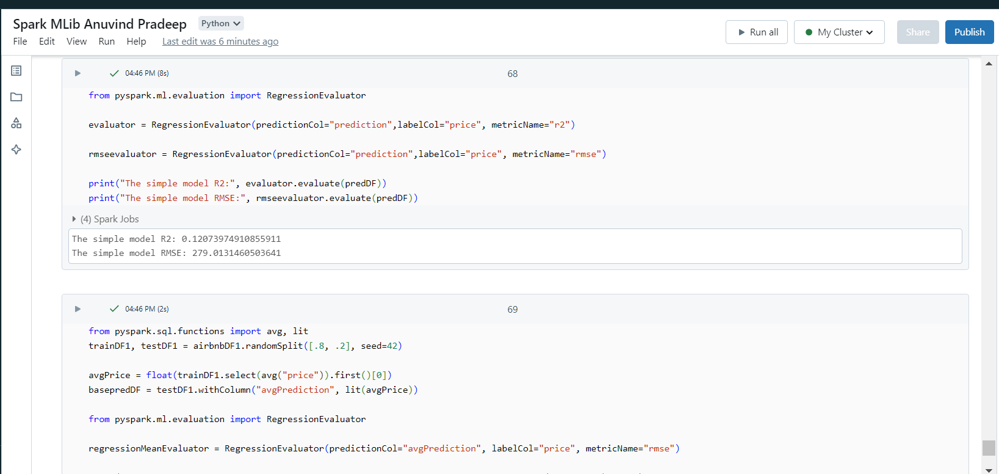 Spark MLib Anuvind Pradeep Python
Run all My Cluster Share Publish
File Edit View Run Help Last edit was 6 minutes ago
04:46 PM (8s) 68
from pyspark.ml.evaluation import RegressionEvaluator
evaluator = RegressionEvaluator(predictionCol="prediction",labelCol="price", metricName="r2")
rmseevaluator = RegressionEvaluator(predictionCol="prediction",labelCol="price", metricName="rmse")
print("The simple model R2:", evaluator.evaluate(predDF))
print("The simple model RMSE:", rmseevaluator.evaluate(predDF))
(4) Spark Jobs
The simple model R2: 0.12073974910855911
The simple model RMSE: 279.0131460503641
04:46 PM (2s) 69
from pyspark.sql.functions import avg, lit
trainDF1, testDF1 = airbnbDF1.randomSplit([.8, .2], seed=42)
avgPrice = float(trainDF1.select(avg("price")).first()[0])
basepredDF = testDF1.withColumn("avgPrediction", lit(avgPrice))
from pyspark.ml.evaluation import RegressionEvaluator
regressionMeanEvaluator = RegressionEvaluator(predictionCol="avgPrediction", labelCol="price", metricName="rmse")